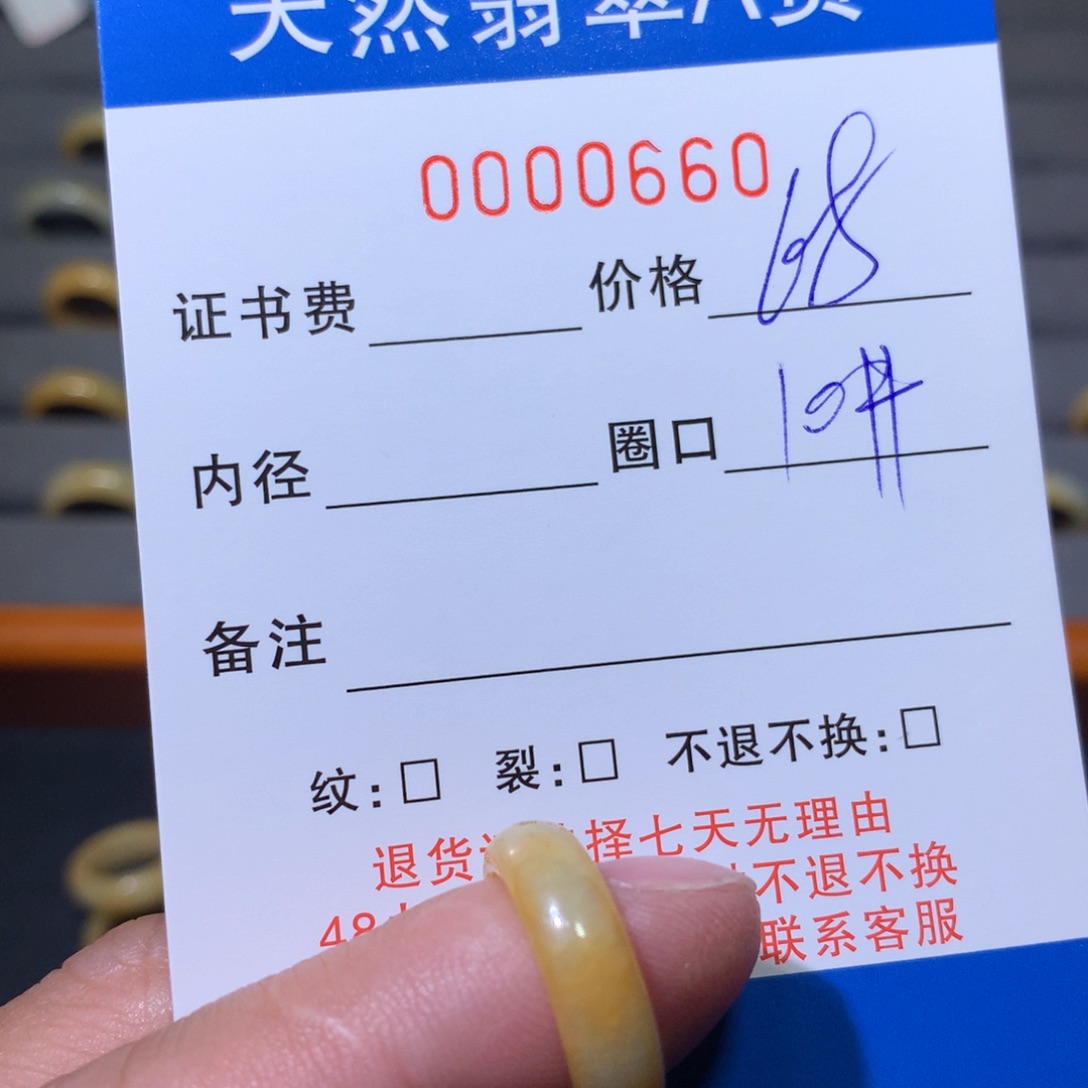 天然翡翠A货
0000660
证书费 价格 68
内径 圈口 10#
备注
纹:□ 裂:□ 不退不换:□
退货 择七天无理由
48 不退不换
联系客服